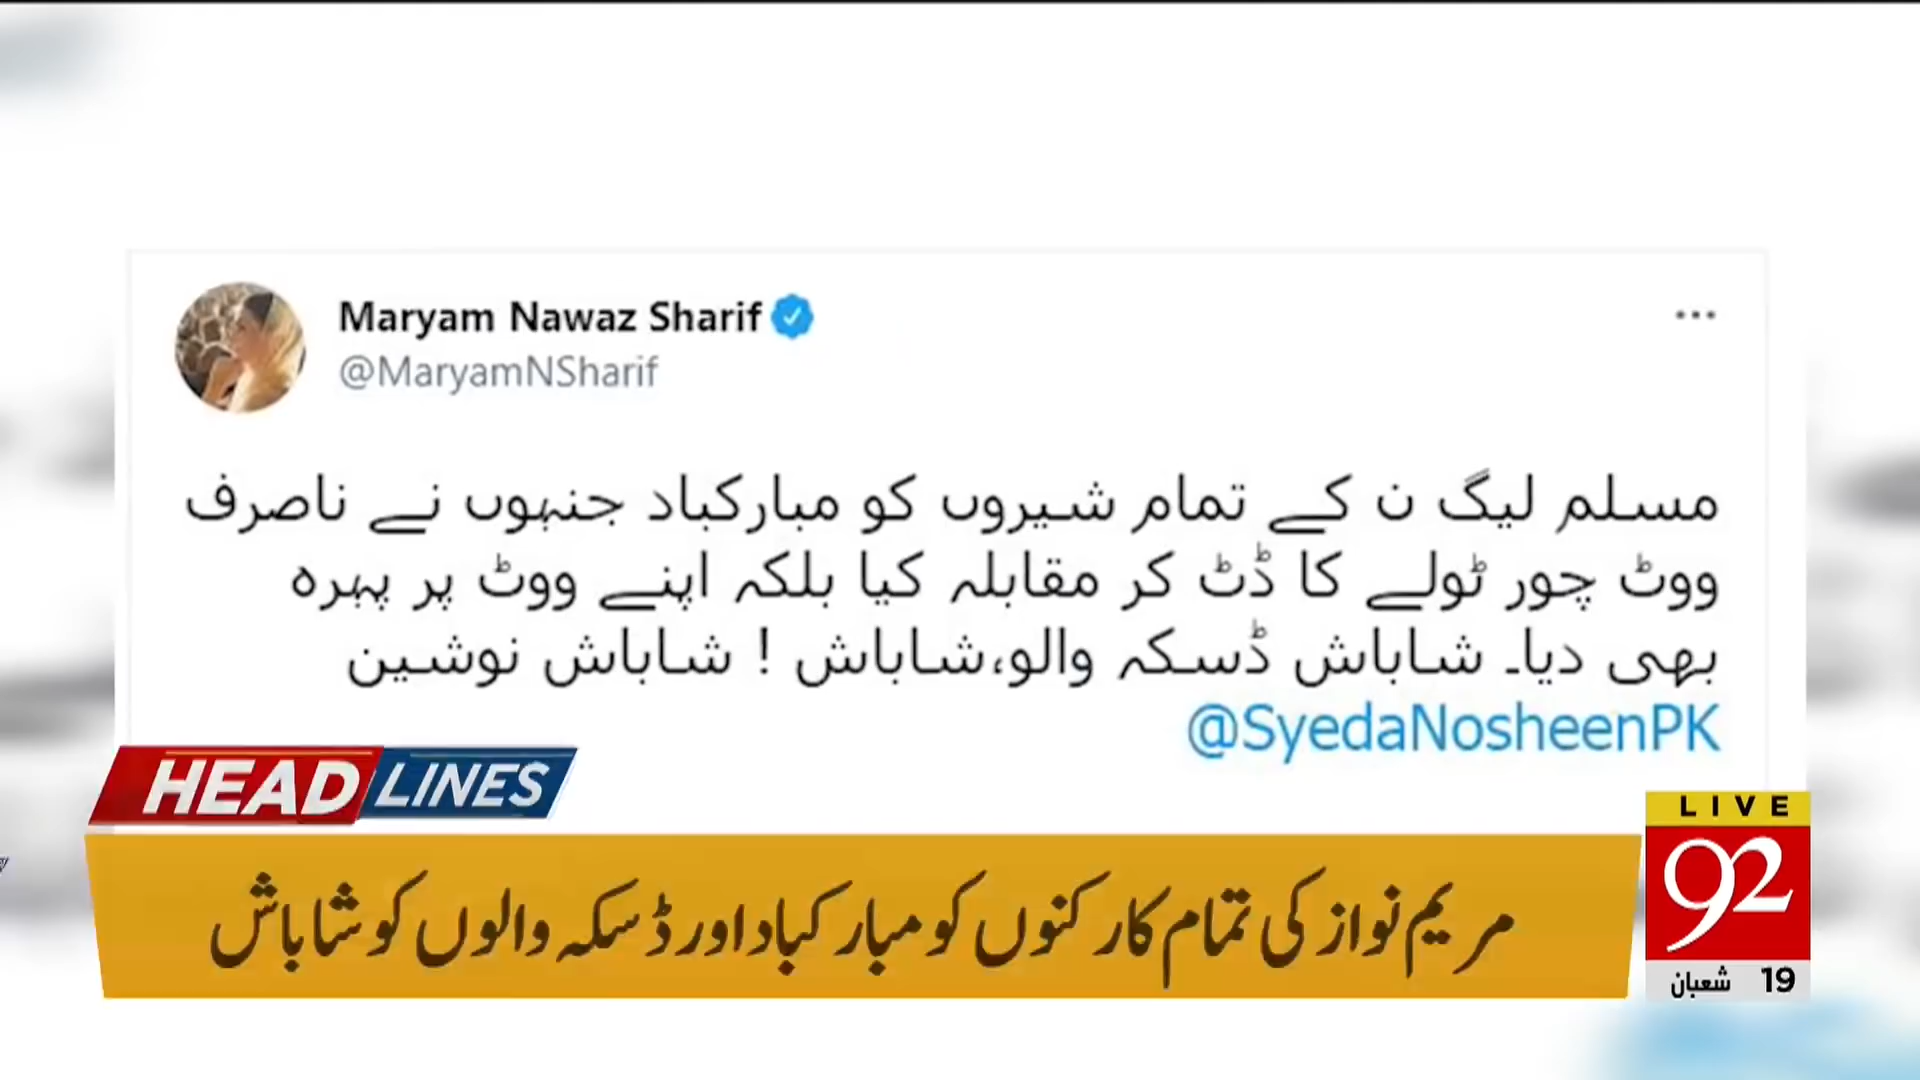 Maryam Nawaz Sharif
@MaryamNSharif
مسلم لیگ ن کے تمام شیروں کو مبارکباد جنہوں نے ناصرف
ووٹ چور ٹولے کا ڈٹ کر مقابلہ کیا بلکہ اپنے ووٹ پر پہرہ
بھی دیا۔ شاباش ڈسکہ والو،شاباش ! شاباش نوشین
@SyedaNosheenPK
HEADLINES
مریم نواز کی تمام کارکنوں کو مبارکباد اور ڈسکہ والوں کو شاباش
LIVE
92
19 شعبان